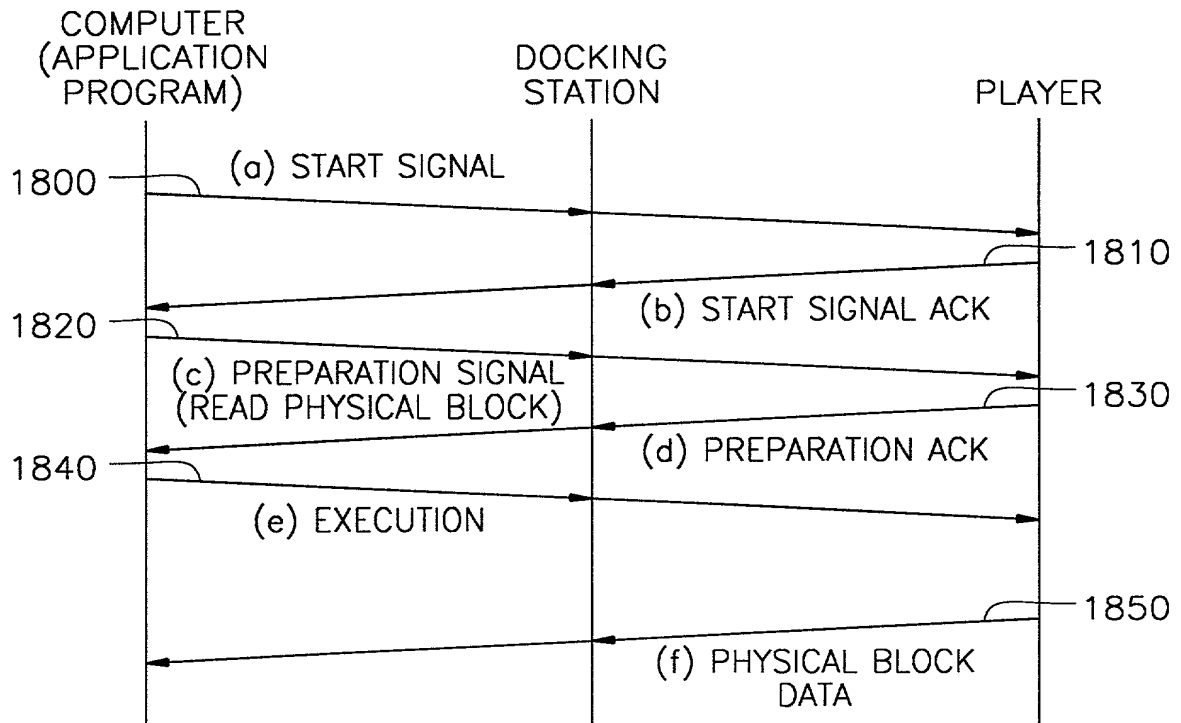 COMPUTER
(APPLICATION
PROGRAM)
DOCKING
STATION
PLAYER
1800
(a) START SIGNAL
1810
(b) START SIGNAL ACK
1820
(c) PREPARATION SIGNAL
(READ PHYSICAL BLOCK)
1830
(d) PREPARATION ACK
1840
(e) EXECUTION
1850
(f) PHYSICAL BLOCK
DATA